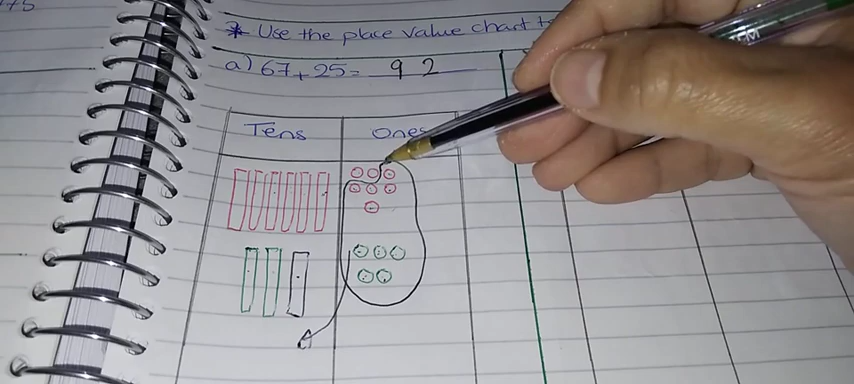 * Use the place value chart
a) 67 + 25 = 92
Tens
Ones